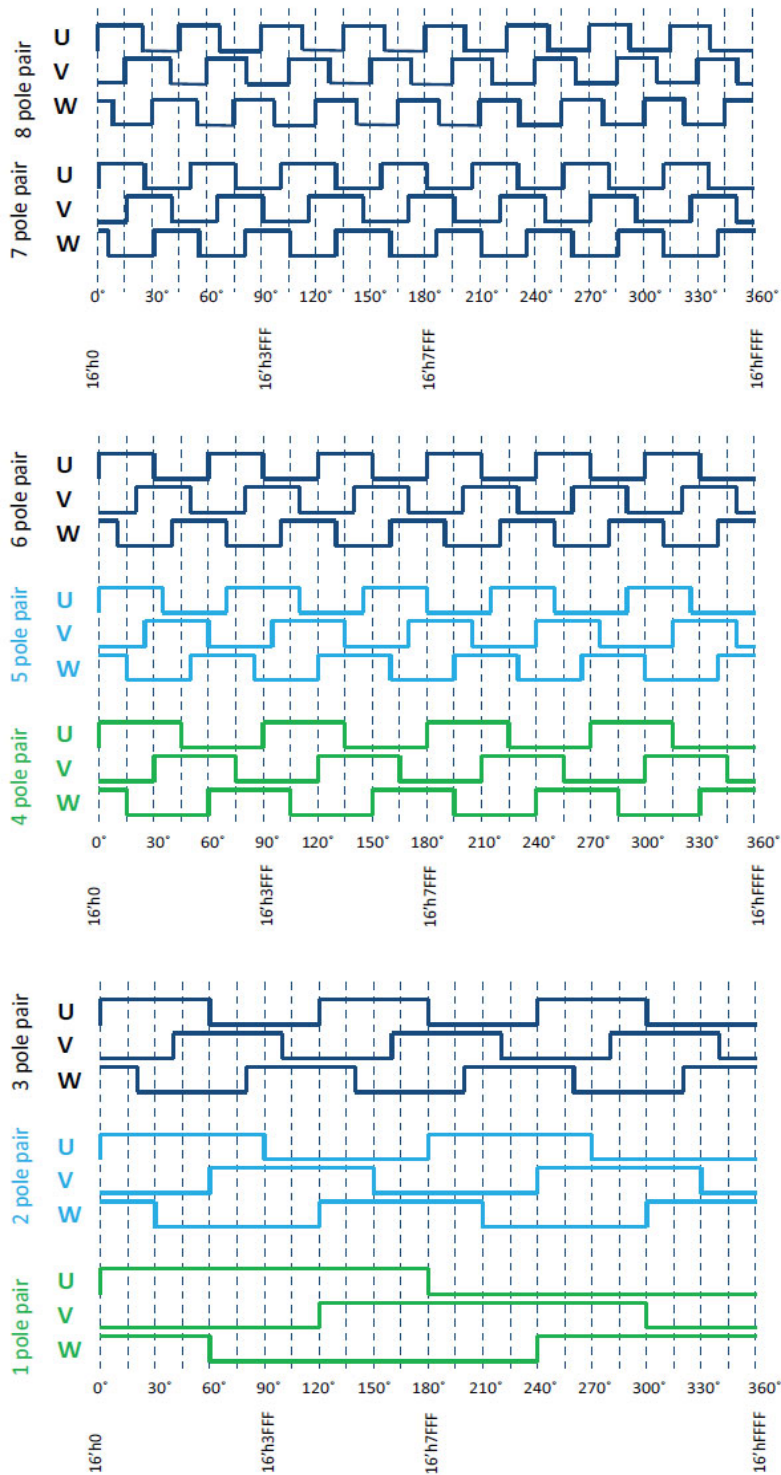 8 pole pair
U
V
W
7 pole pair
U
V
W
0° 30° 60° 90° 120° 150° 180° 210° 240° 270° 300° 330° 360°
16'h0 16'h3FFF 16'h7FFF 16'hFFFF
6 pole pair
U
V
W
5 pole pair
U
V
W
4 pole pair
U
V
W
0° 30° 60° 90° 120° 150° 180° 210° 240° 270° 300° 330° 360°
16'h0 16'h3FFF 16'h7FFF 16'hFFFF
3 pole pair
U
V
W
2 pole pair
U
V
W
1 pole pair
U
V
W
0° 30° 60° 90° 120° 150° 180° 210° 240° 270° 300° 330° 360°
16'h0 16'h3FFF 16'h7FFF 16'hFFFF